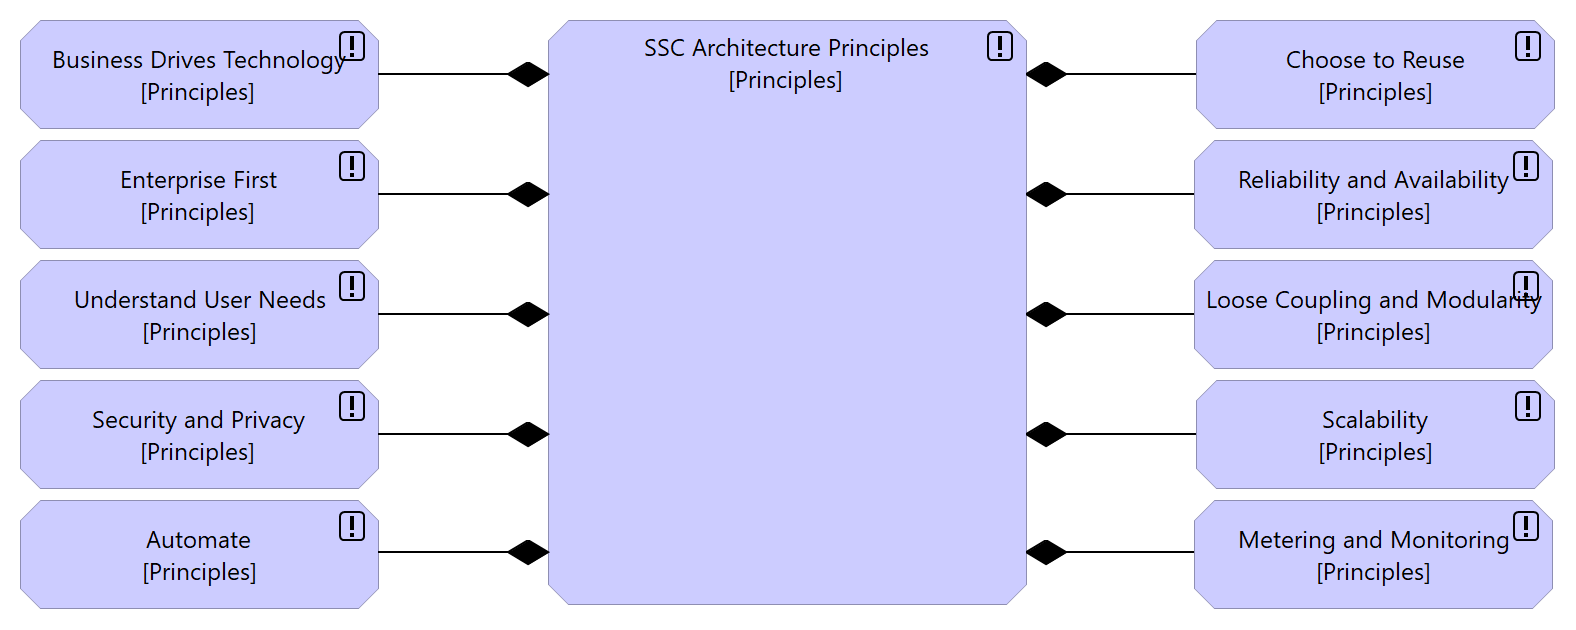 Business Drives Technology
[Principles]
Enterprise First
[Principles]
Understand User Needs
[Principles]
Security and Privacy
[Principles]
Automate
[Principles]
SSC Architecture Principles
[Principles]
Choose to Reuse
[Principles]
Reliability and Availability
[Principles]
Loose Coupling and Modularity
[Principles]
Scalability
[Principles]
Metering and Monitoring
[Principles]